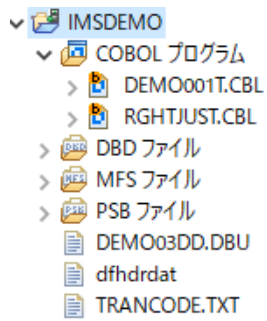 IMSDEMO
COBOL プログラム
DEMO001T.CBL
RGHTJUST.CBL
DBD ファイル
MFS ファイル
PSB ファイル
DEMO03DD.DBU
dfhdrdat
TRANCODE.TXT